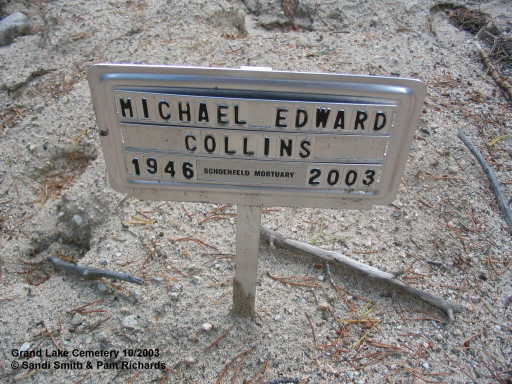 MICHAEL EDWARD
COLLINS
1946 SCHOENFELD MORTUARY 2003
Grand Lake Cemetery 10/2003
© Sandi Smith & Pam Richards